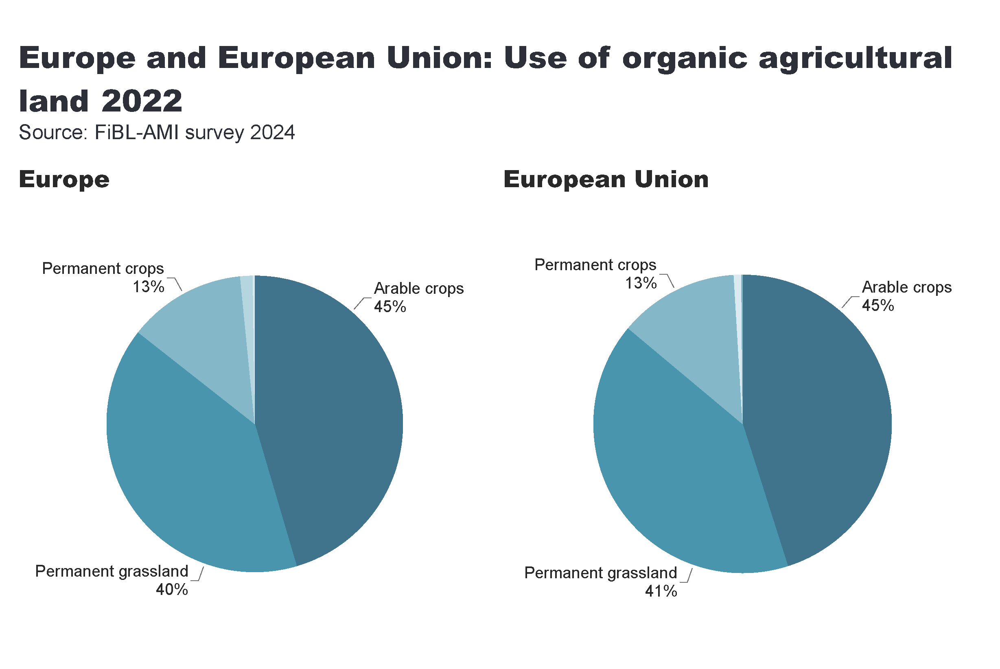 Europe and European Union: Use of organic agricultural
land 2022
Source: FiBL-AMI survey 2024
Europe
European Union
Permanent crops
13%
Arable crops
45%
Permanent grassland
40%
Permanent crops
13%
Arable crops
45%
Permanent grassland
41%